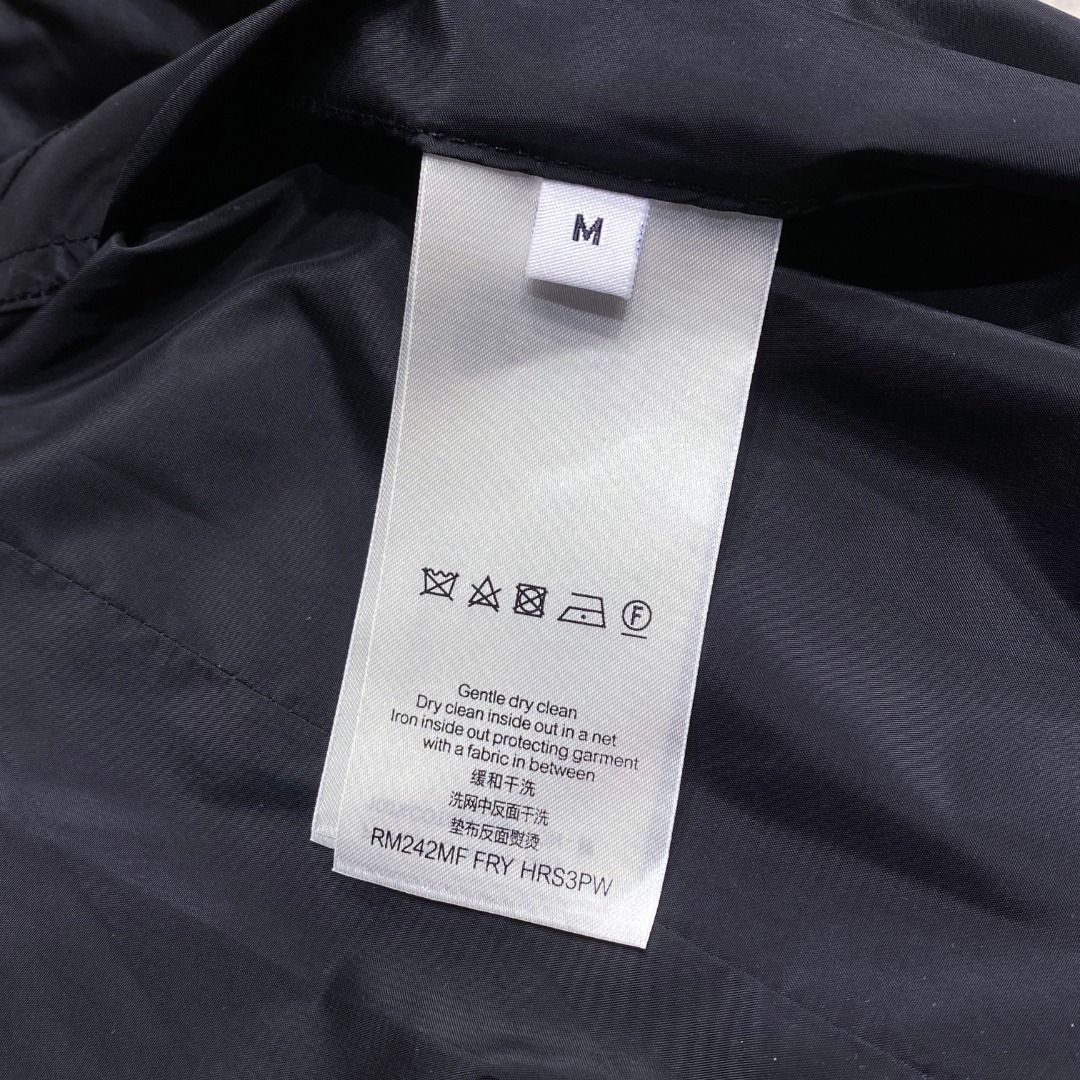 M
F
Gentle dry clean
Dry clean inside out in a net
Iron inside out protecting garment
with a fabric in between
缓和干洗
洗网中反面干洗
垫布反面熨烫
RM242MF FRY HRS3PW